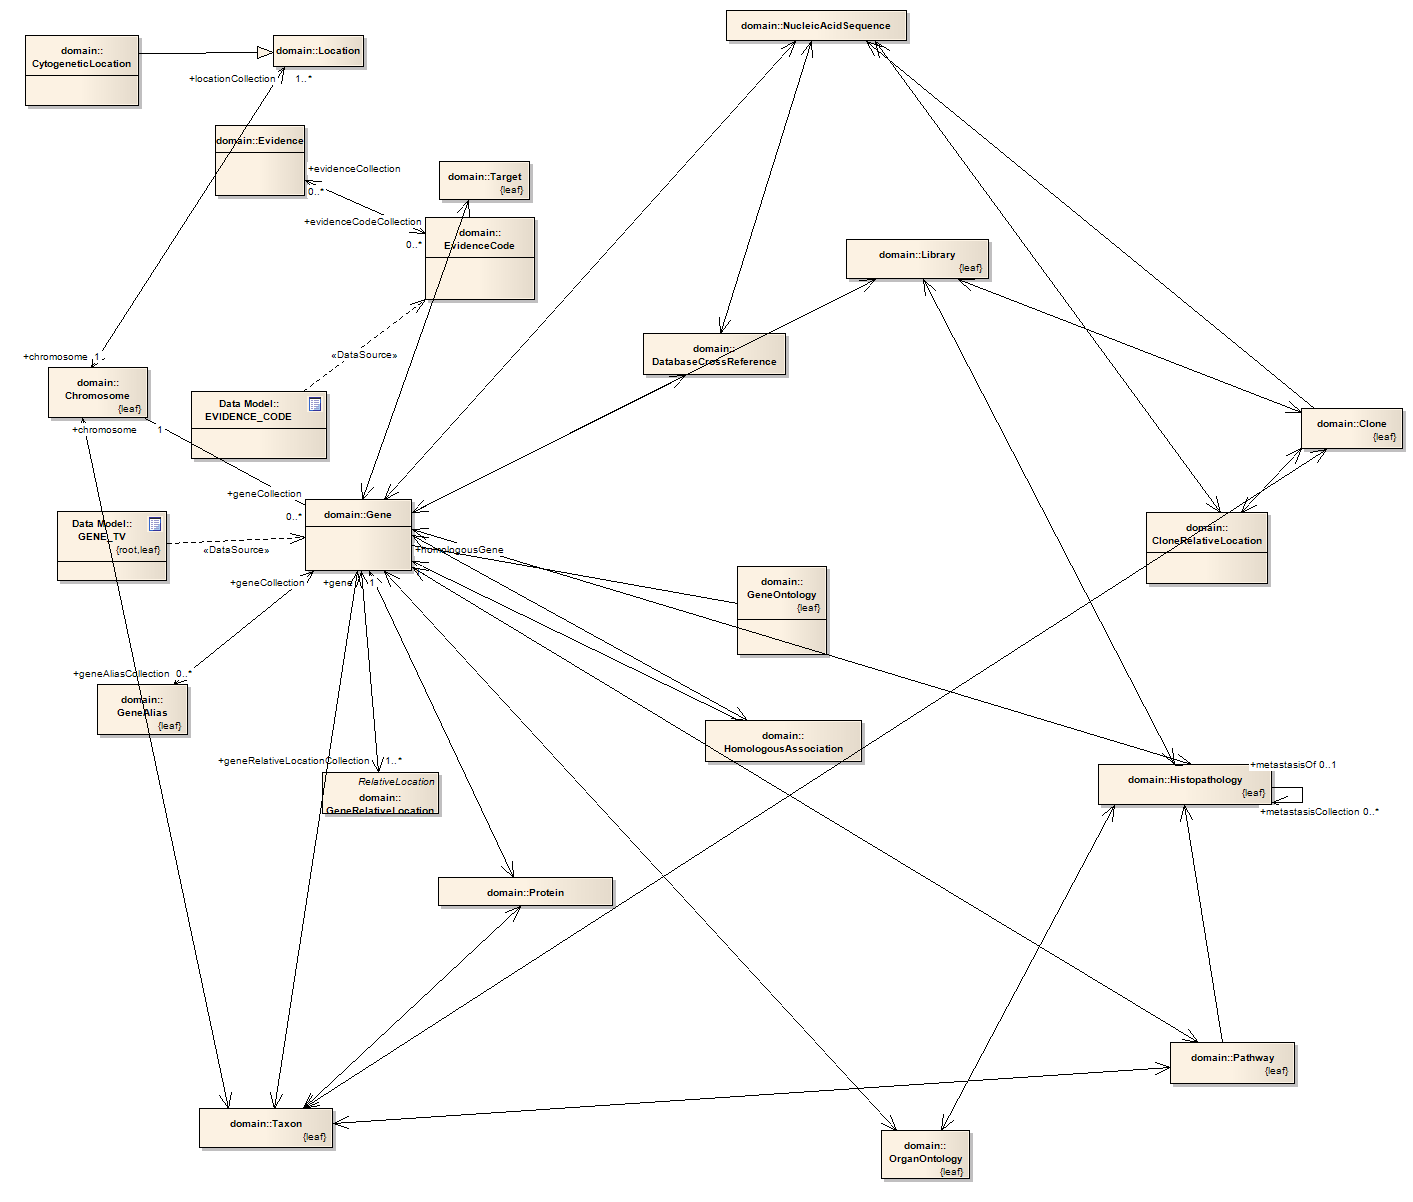 domain::NucleicAcidSequence
domain::
CytogeneticLocation
domain::Location
+locationCollection
1..*
domain::Evidence
+evidenceCollection
0..*
domain::Target
{leaf}
+evidenceCodeCollection
0..*
domain::
EvidenceCode
domain::Library
{leaf}
«DataSource»
domain::
DatabaseCrossReference
+chromosome
1
domain::
Chromosome
{leaf}
Data Model::
EVIDENCE_CODE
domain::Clone
{leaf}
+chromosome
1
+geneCollection
0..*
domain::Gene
Data Model::
GENE_TV
{root,leaf}
«DataSource»
+homologousGene
domain::
CloneRelativeLocation
+geneCollection
+gene
1
domain::
GeneOntology
{leaf}
+geneAliasCollection 0..*
domain::
GeneAlias
{leaf}
domain::
HomologousAssociation
+geneRelativeLocationCollection
1..*
RelativeLocation
domain::
GeneRelativeLocation
+metastasisOf 0..1
domain::Histopathology
{leaf}
+metastasisCollection 0..*
domain::Protein
domain::Pathway
{leaf}
domain::Taxon
{leaf}
domain::
OrganOntology
{leaf}